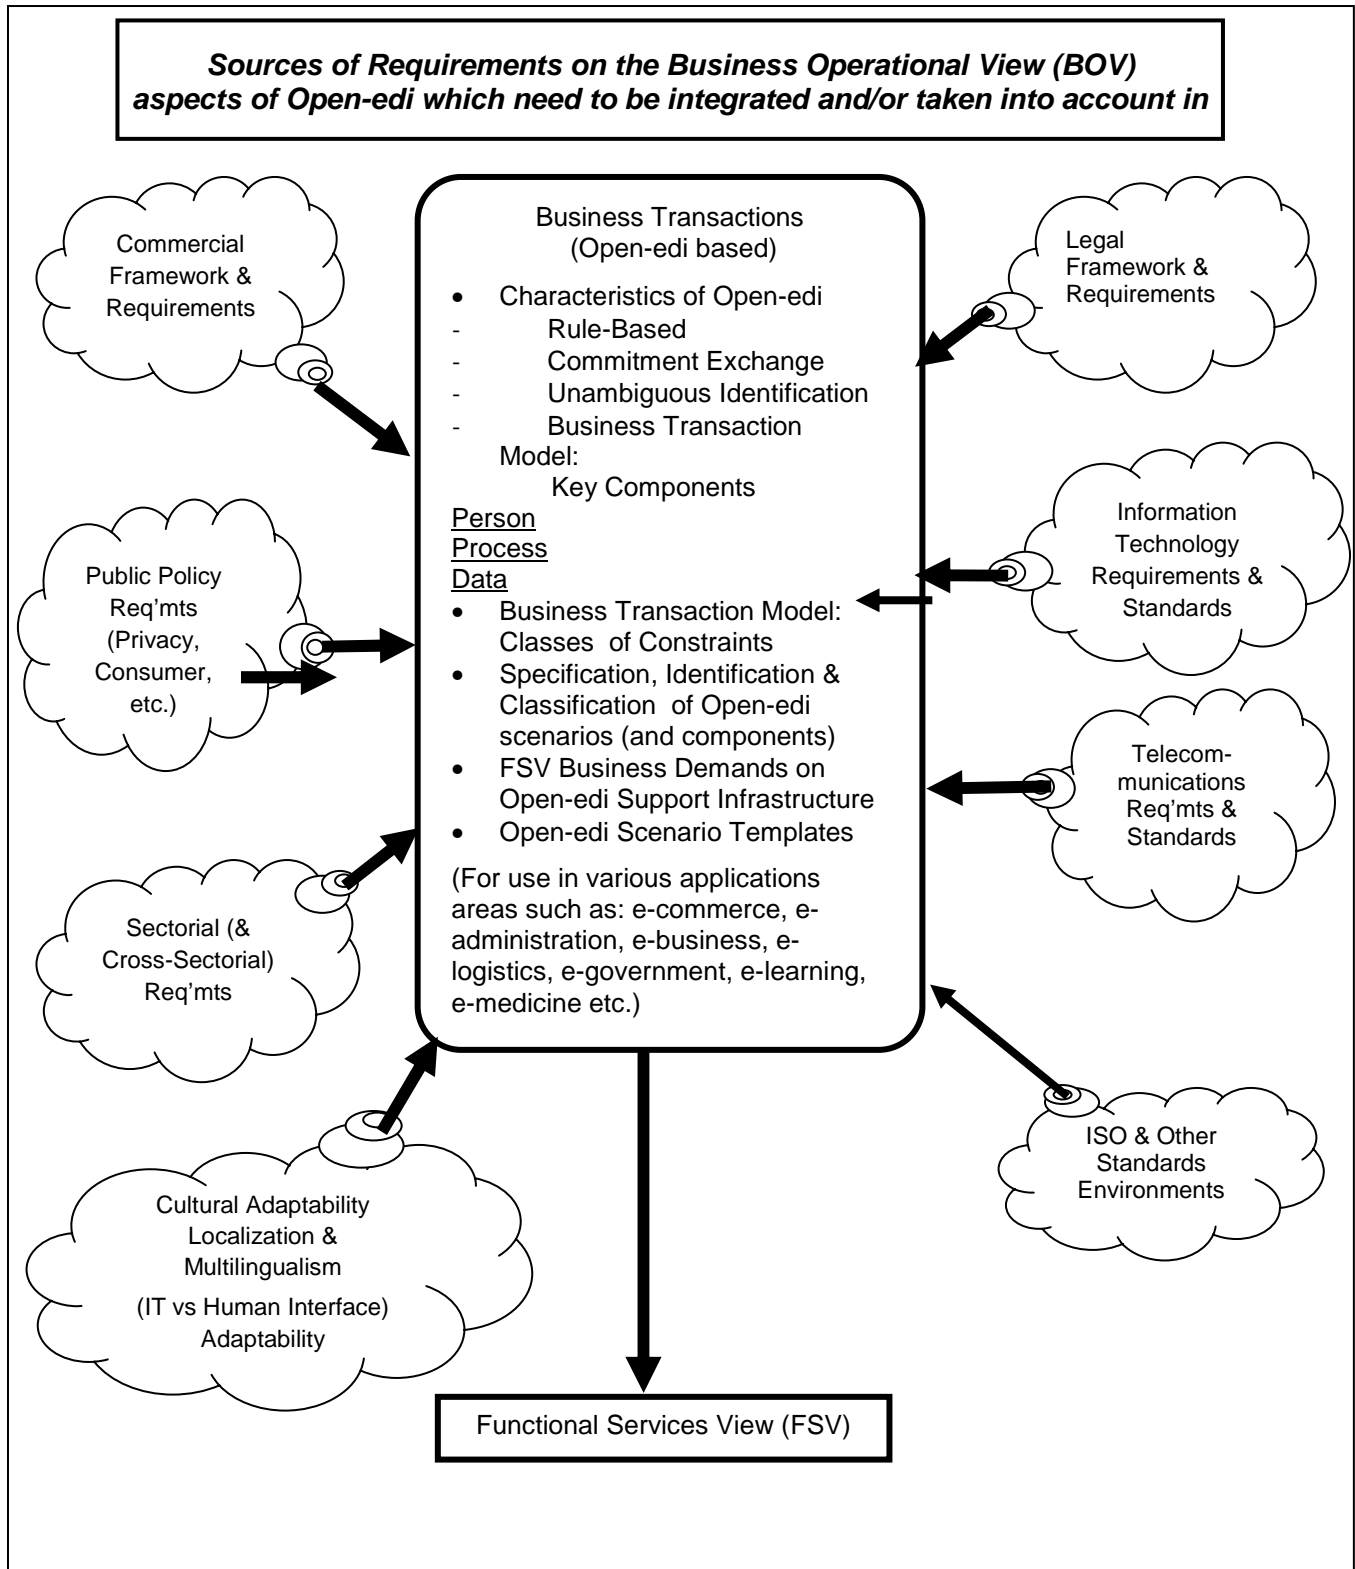 Sources of Requirements on the Business Operational View (BOV)
aspects of Open-edi which need to be integrated and/or taken into account in
Commercial
Framework &
Requirements
Public Policy
Req'mts
(Privacy,
Consumer,
etc.)
Sectorial (&
Cross-Sectorial)
Req'mts
Cultural Adaptability
Localization &
Multilingualism
(IT vs Human Interface)
Adaptability
Business Transactions
(Open-edi based)
• Characteristics of Open-edi
- Rule-Based
- Commitment Exchange
- Unambiguous Identification
- Business Transaction
Model:
Key Components
Person
Process
Data
• Business Transaction Model:
Classes of Constraints
• Specification, Identification &
Classification of Open-edi
scenarios (and components)
• FSV Business Demands on
Open-edi Support Infrastructure
• Open-edi Scenario Templates
(For use in various applications
areas such as: e-commerce, e-
administration, e-business, e-
logistics, e-government, e-learning,
e-medicine etc.)
Legal
Framework &
Requirements
Information
Technology
Requirements &
Standards
Telecom-
munications
Req'mts &
Standards
ISO & Other
Standards
Environments
Functional Services View (FSV)